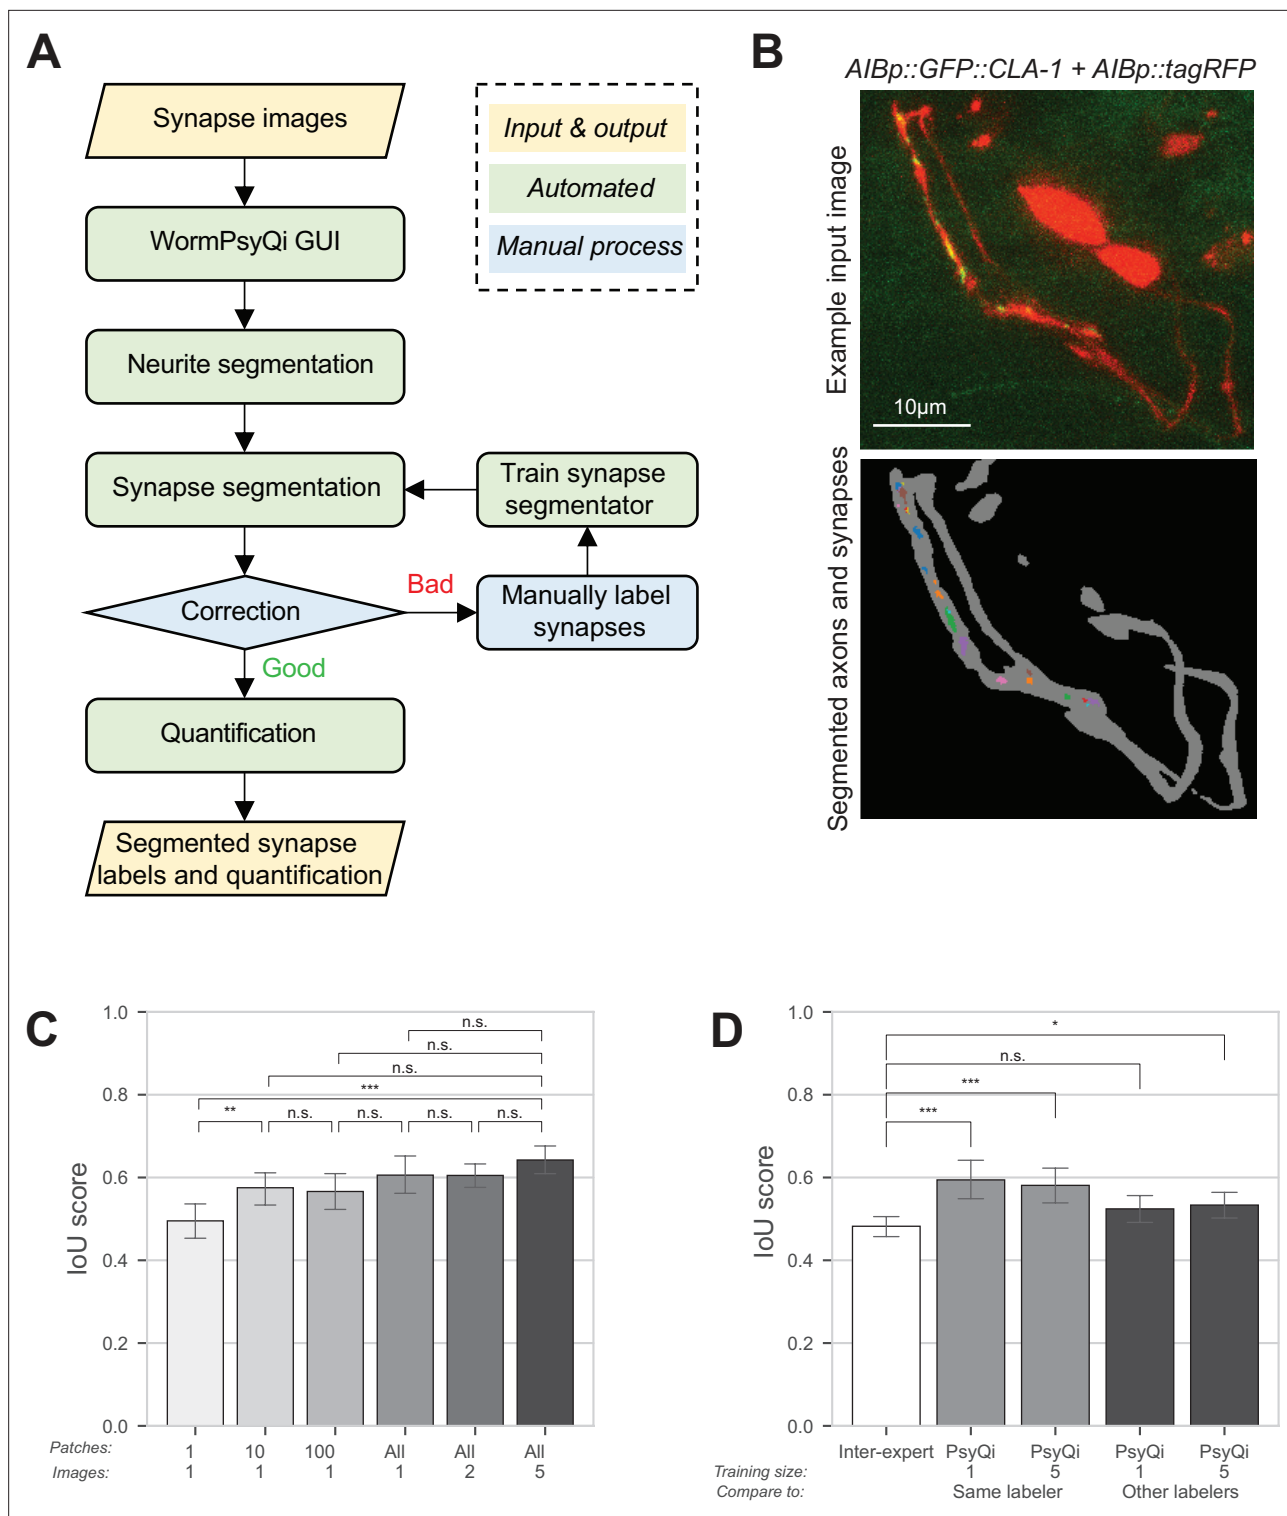 A
Synapse images
WormPsyQi GUI
Neurite segmentation
Synapse segmentation
Train synapse
segmentator
Correction
Bad
Manually label
synapses
Good
Quantification
Segmented synapse
labels and quantification
Input & output
Automated
Manual process
B
AIBp::GFP::CLA-1 + AIBp::tagRFP
Example input image
10µm
Segmented axons and synapses
C
IoU score
1.0
0.8
0.6
0.4
0.2
0.0
n.s.
n.s.
n.s.
***
** n.s. n.s. n.s. n.s.
Patches: 1 10 100 All All All
Images: 1 1 1 1 2 5
D
IoU score
1.0
0.8
0.6
0.4
0.2
0.0
*
n.s.
***
***
Inter-expert PsyQi PsyQi PsyQi PsyQi
Training size: 1 5 1 5
Compare to: Same labeler Other labelers